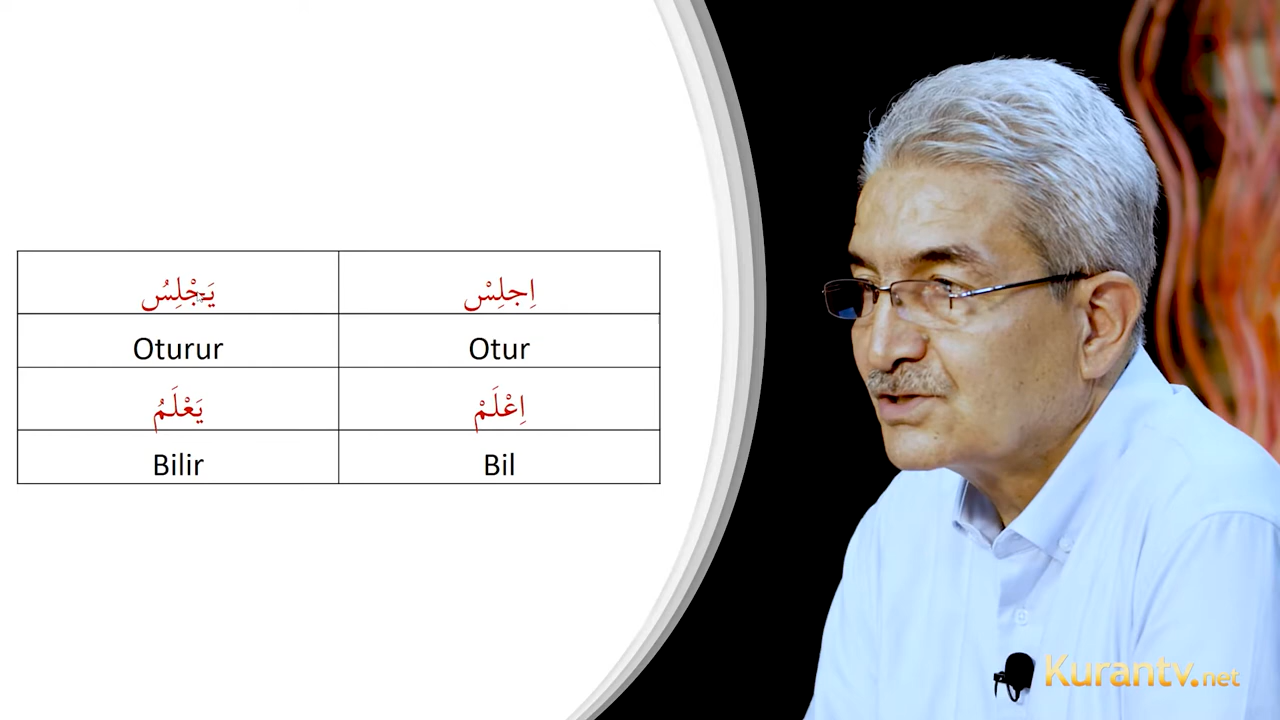 يَجْلِسُ اِجلِسْ
Oturur Otur
يَعْلَمُ اِعْلَمْ
Bilir Bil
Kurantv.net